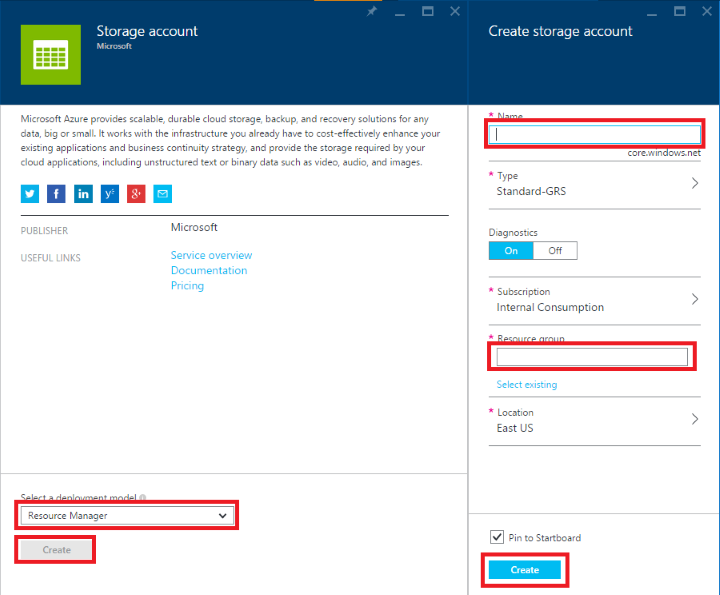 Storage account
Microsoft
Microsoft Azure provides scalable, durable cloud storage, backup, and recovery solutions for any
data, big or small. It works with the infrastructure you already have to cost-effectively enhance your
existing applications and business continuity strategy, and provide the storage required by your
cloud applications, including unstructured text or binary data such as video, audio, and images.
PUBLISHER
Microsoft
USEFUL LINKS
Service overview
Documentation
Pricing
Select a deployment model
Resource Manager
Create
Create storage account
* Name
core.windows.net
* Type
Standard-GRS
Diagnostics
On Off
* Subscription
Internal Consumption
* Resource group
Select existing
* Location
East US
Pin to Startboard
Create